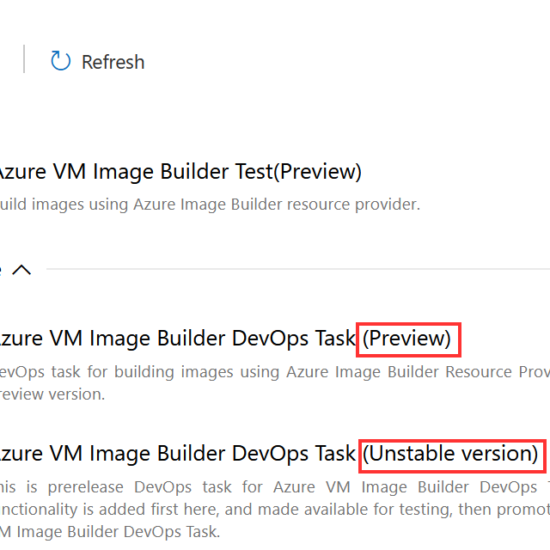 Refresh
Azure VM Image Builder Test(Preview)
uild images using Azure Image Builder resource provider.
zure VM Image Builder DevOps Task (Preview)
evOps task for building images using Azure Image Builder Resource Prov
review version.
zure VM Image Builder DevOps Task (Unstable version)
his is prerelease DevOps task for Azure VM Image Builder DevOps T
nctionality is added first here, and made available for testing, then promot
M Image Builder DevOps Task.